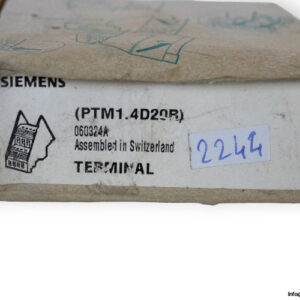 SIEMENS
(PTM1.4D20R)
060324A
Assembled in Switzerland
TERMINAL
2244